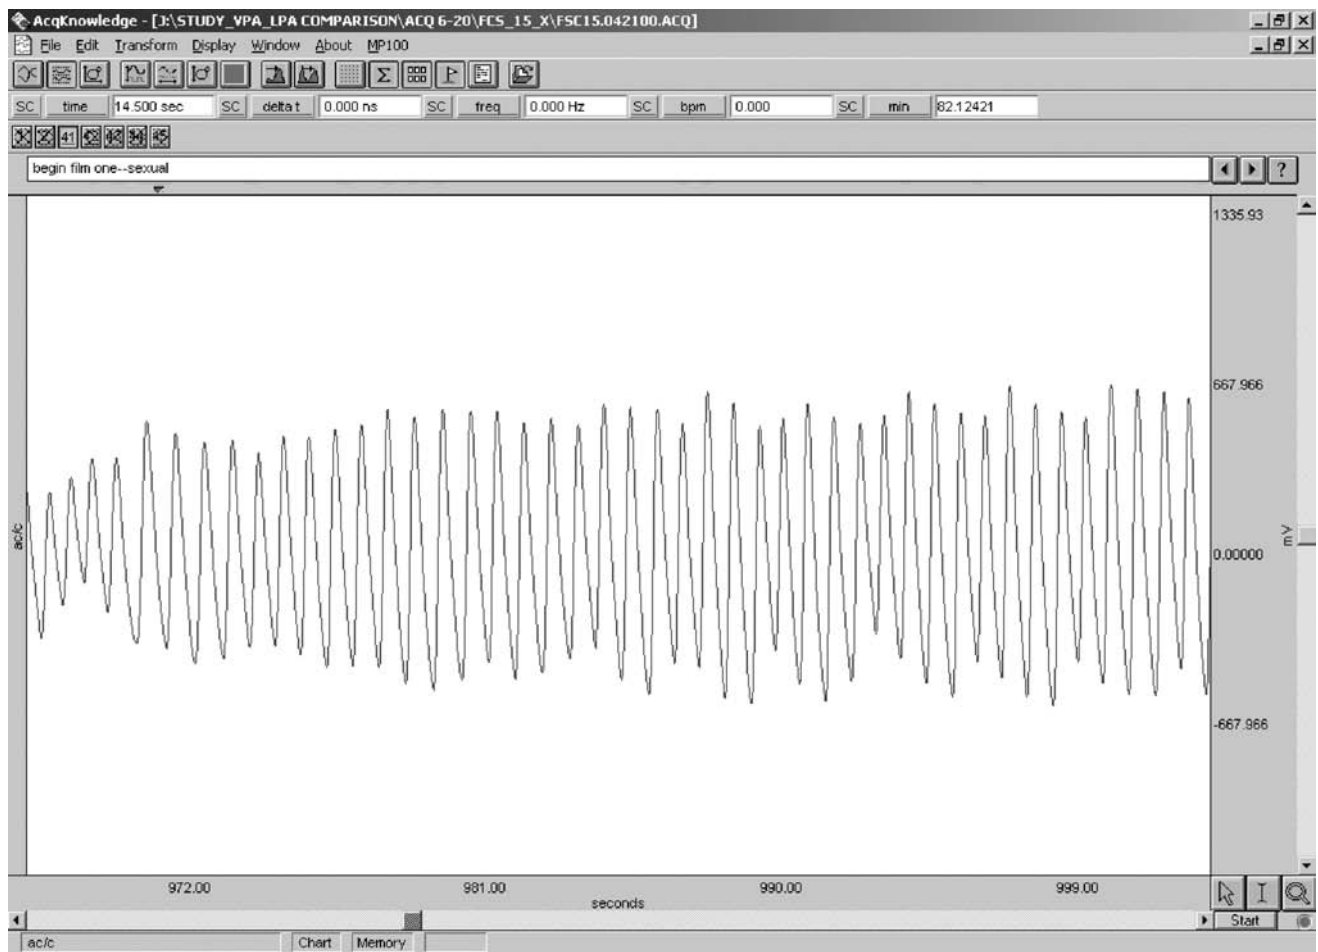 AcqKnowledge - [J:\STUDY_VPA_LPA COMPARISON\ACQ 6-20\FCS_15_X\FSC15.042100.ACQ]
File Edit Transform Display Window About MP100
SC time 14.500 sec SC delta t 0.000 ns SC freq 0.000 Hz SC bpm 0.000 SC min 82.12421
41
begin film one--sexual
?
1335.93
667.966
ac/c
0.00000
mV
-667.966
972.00 981.00 990.00 999.00
seconds
Start
ac/c Chart Memory